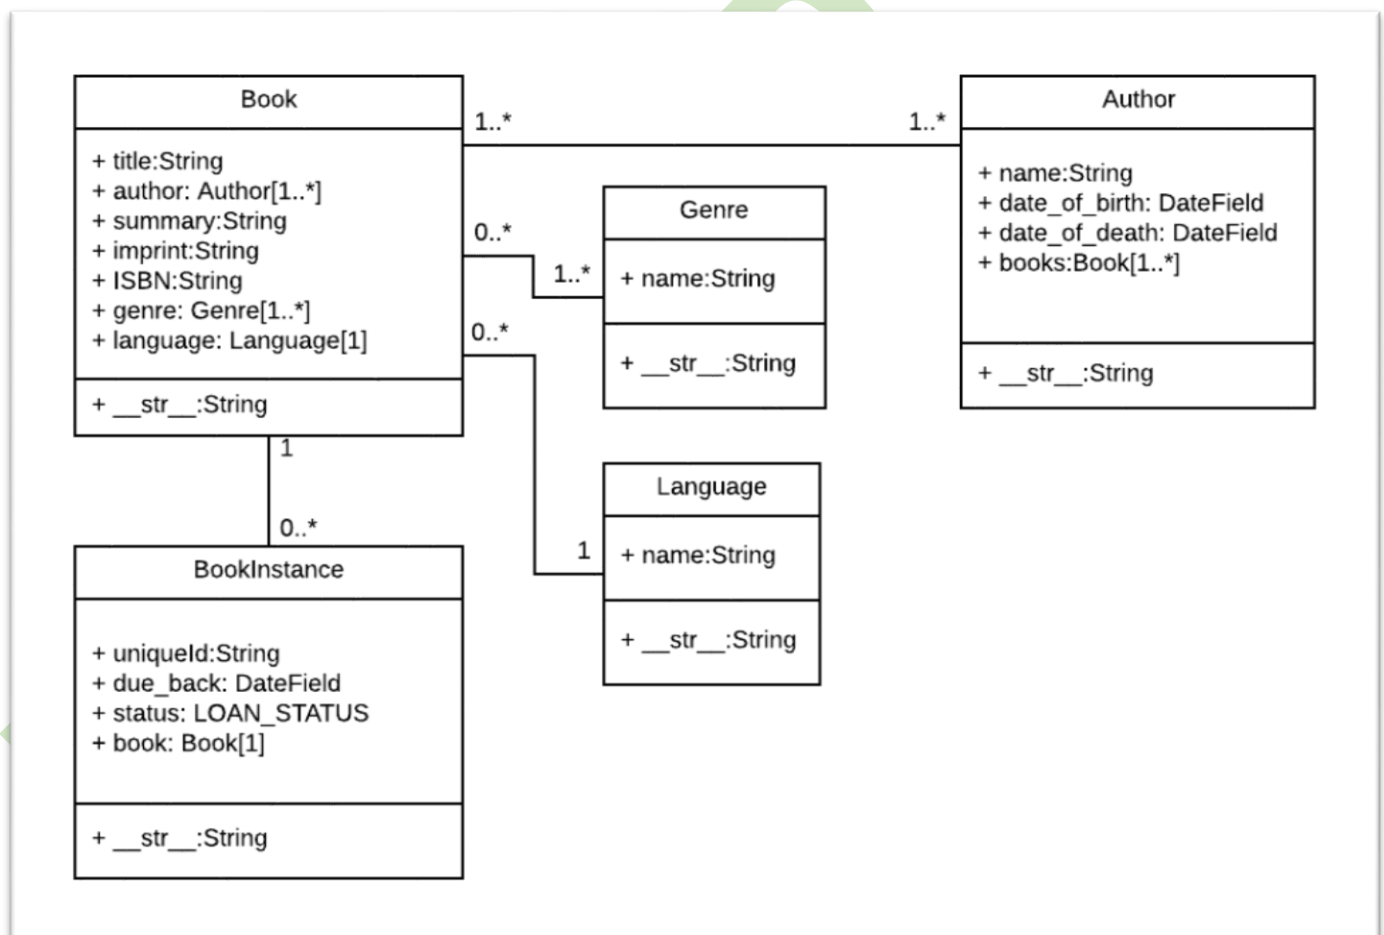 Book
+ title:String
+ author: Author[1..*]
+ summary:String
+ imprint:String
+ ISBN:String
+ genre: Genre[1..*]
+ language: Language[1]
+ __str__:String
1..*
1..*
Author
+ name:String
+ date_of_birth: DateField
+ date_of_death: DateField
+ books:Book[1..*]
+ __str__:String
0..*
1..*
Genre
+ name:String
+ __str__:String
0..*
1
Language
+ name:String
+ __str__:String
1
0..*
BookInstance
+ uniqueId:String
+ due_back: DateField
+ status: LOAN_STATUS
+ book: Book[1]
+ __str__:String